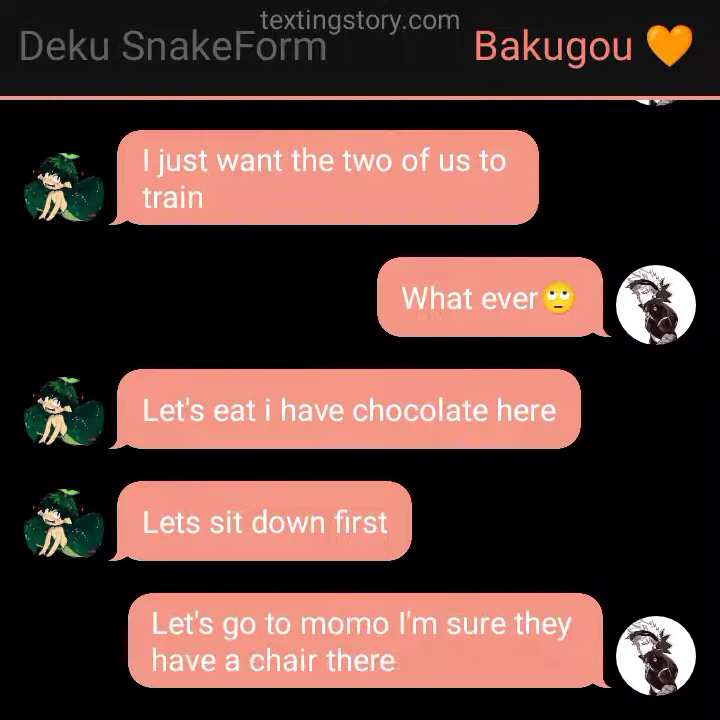 textingstory.com
Deku SnakeForm
Bakugou 🧡
I just want the two of us to
train
What ever🙄
Let's eat i have chocolate here
Lets sit down first
Let's go to momo I'm sure they
have a chair there